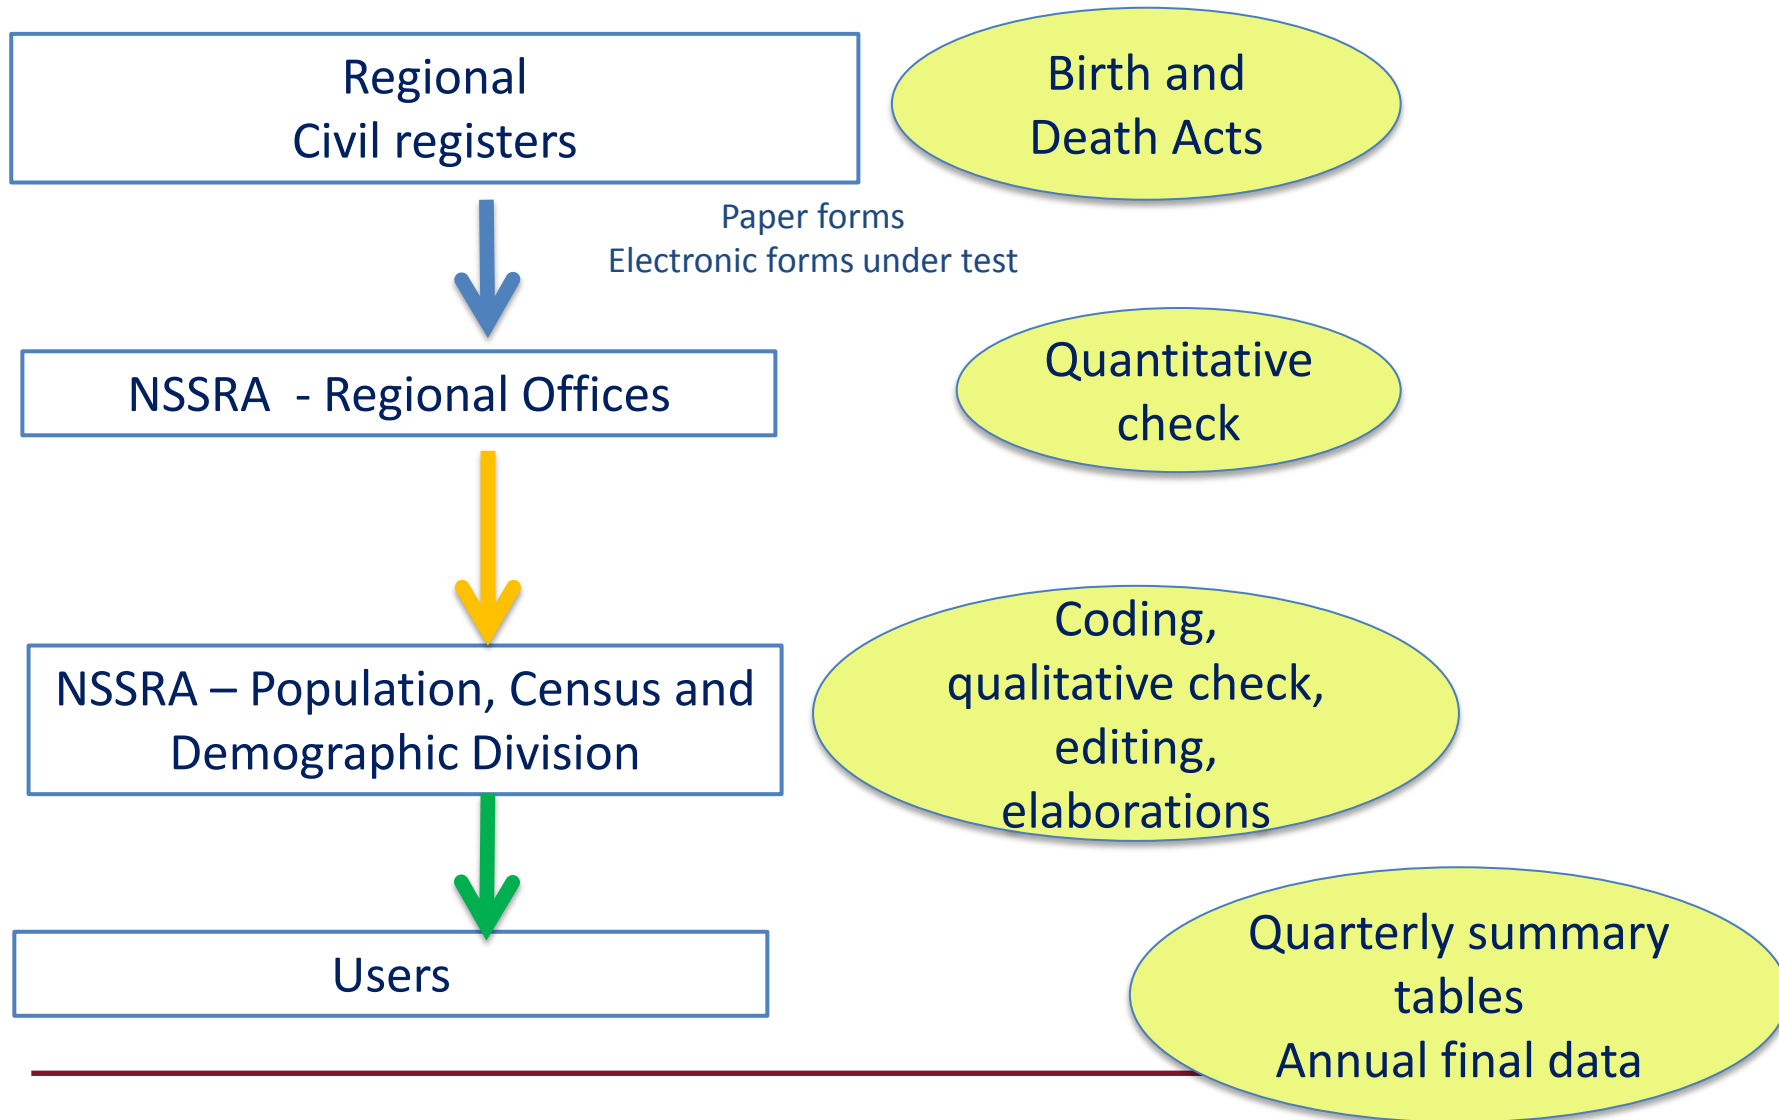 Regional
Civil registers
Birth and
Death Acts
Paper forms
Electronic forms under test
NSSRA - Regional Offices
Quantitative
check
NSSRA – Population, Census and
Demographic Division
Coding,
qualitative check,
editing,
elaborations
Users
Quarterly summary
tables
Annual final data